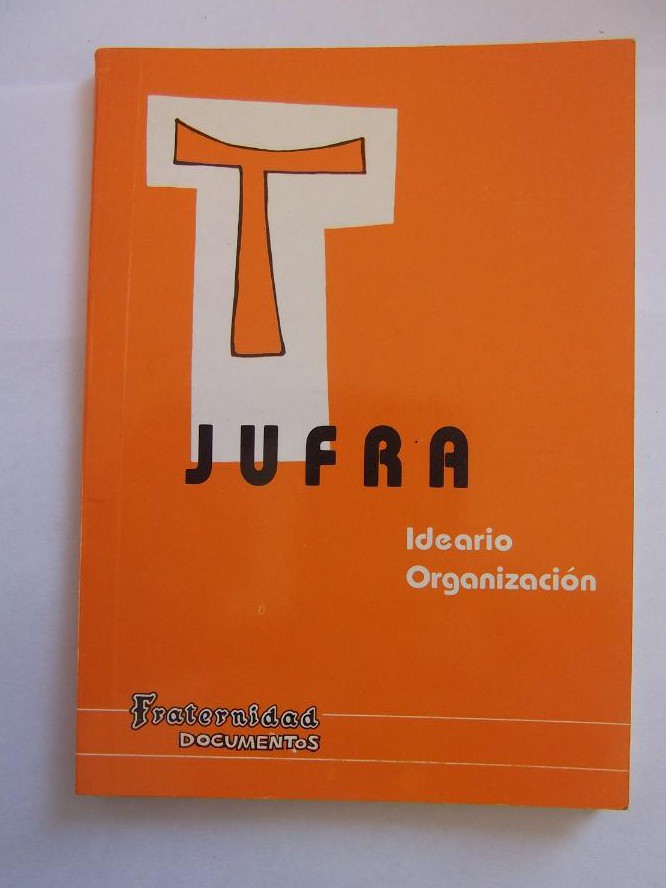 JUFRA
Ideario
Organización
Fraternidad
DOCUMENToS